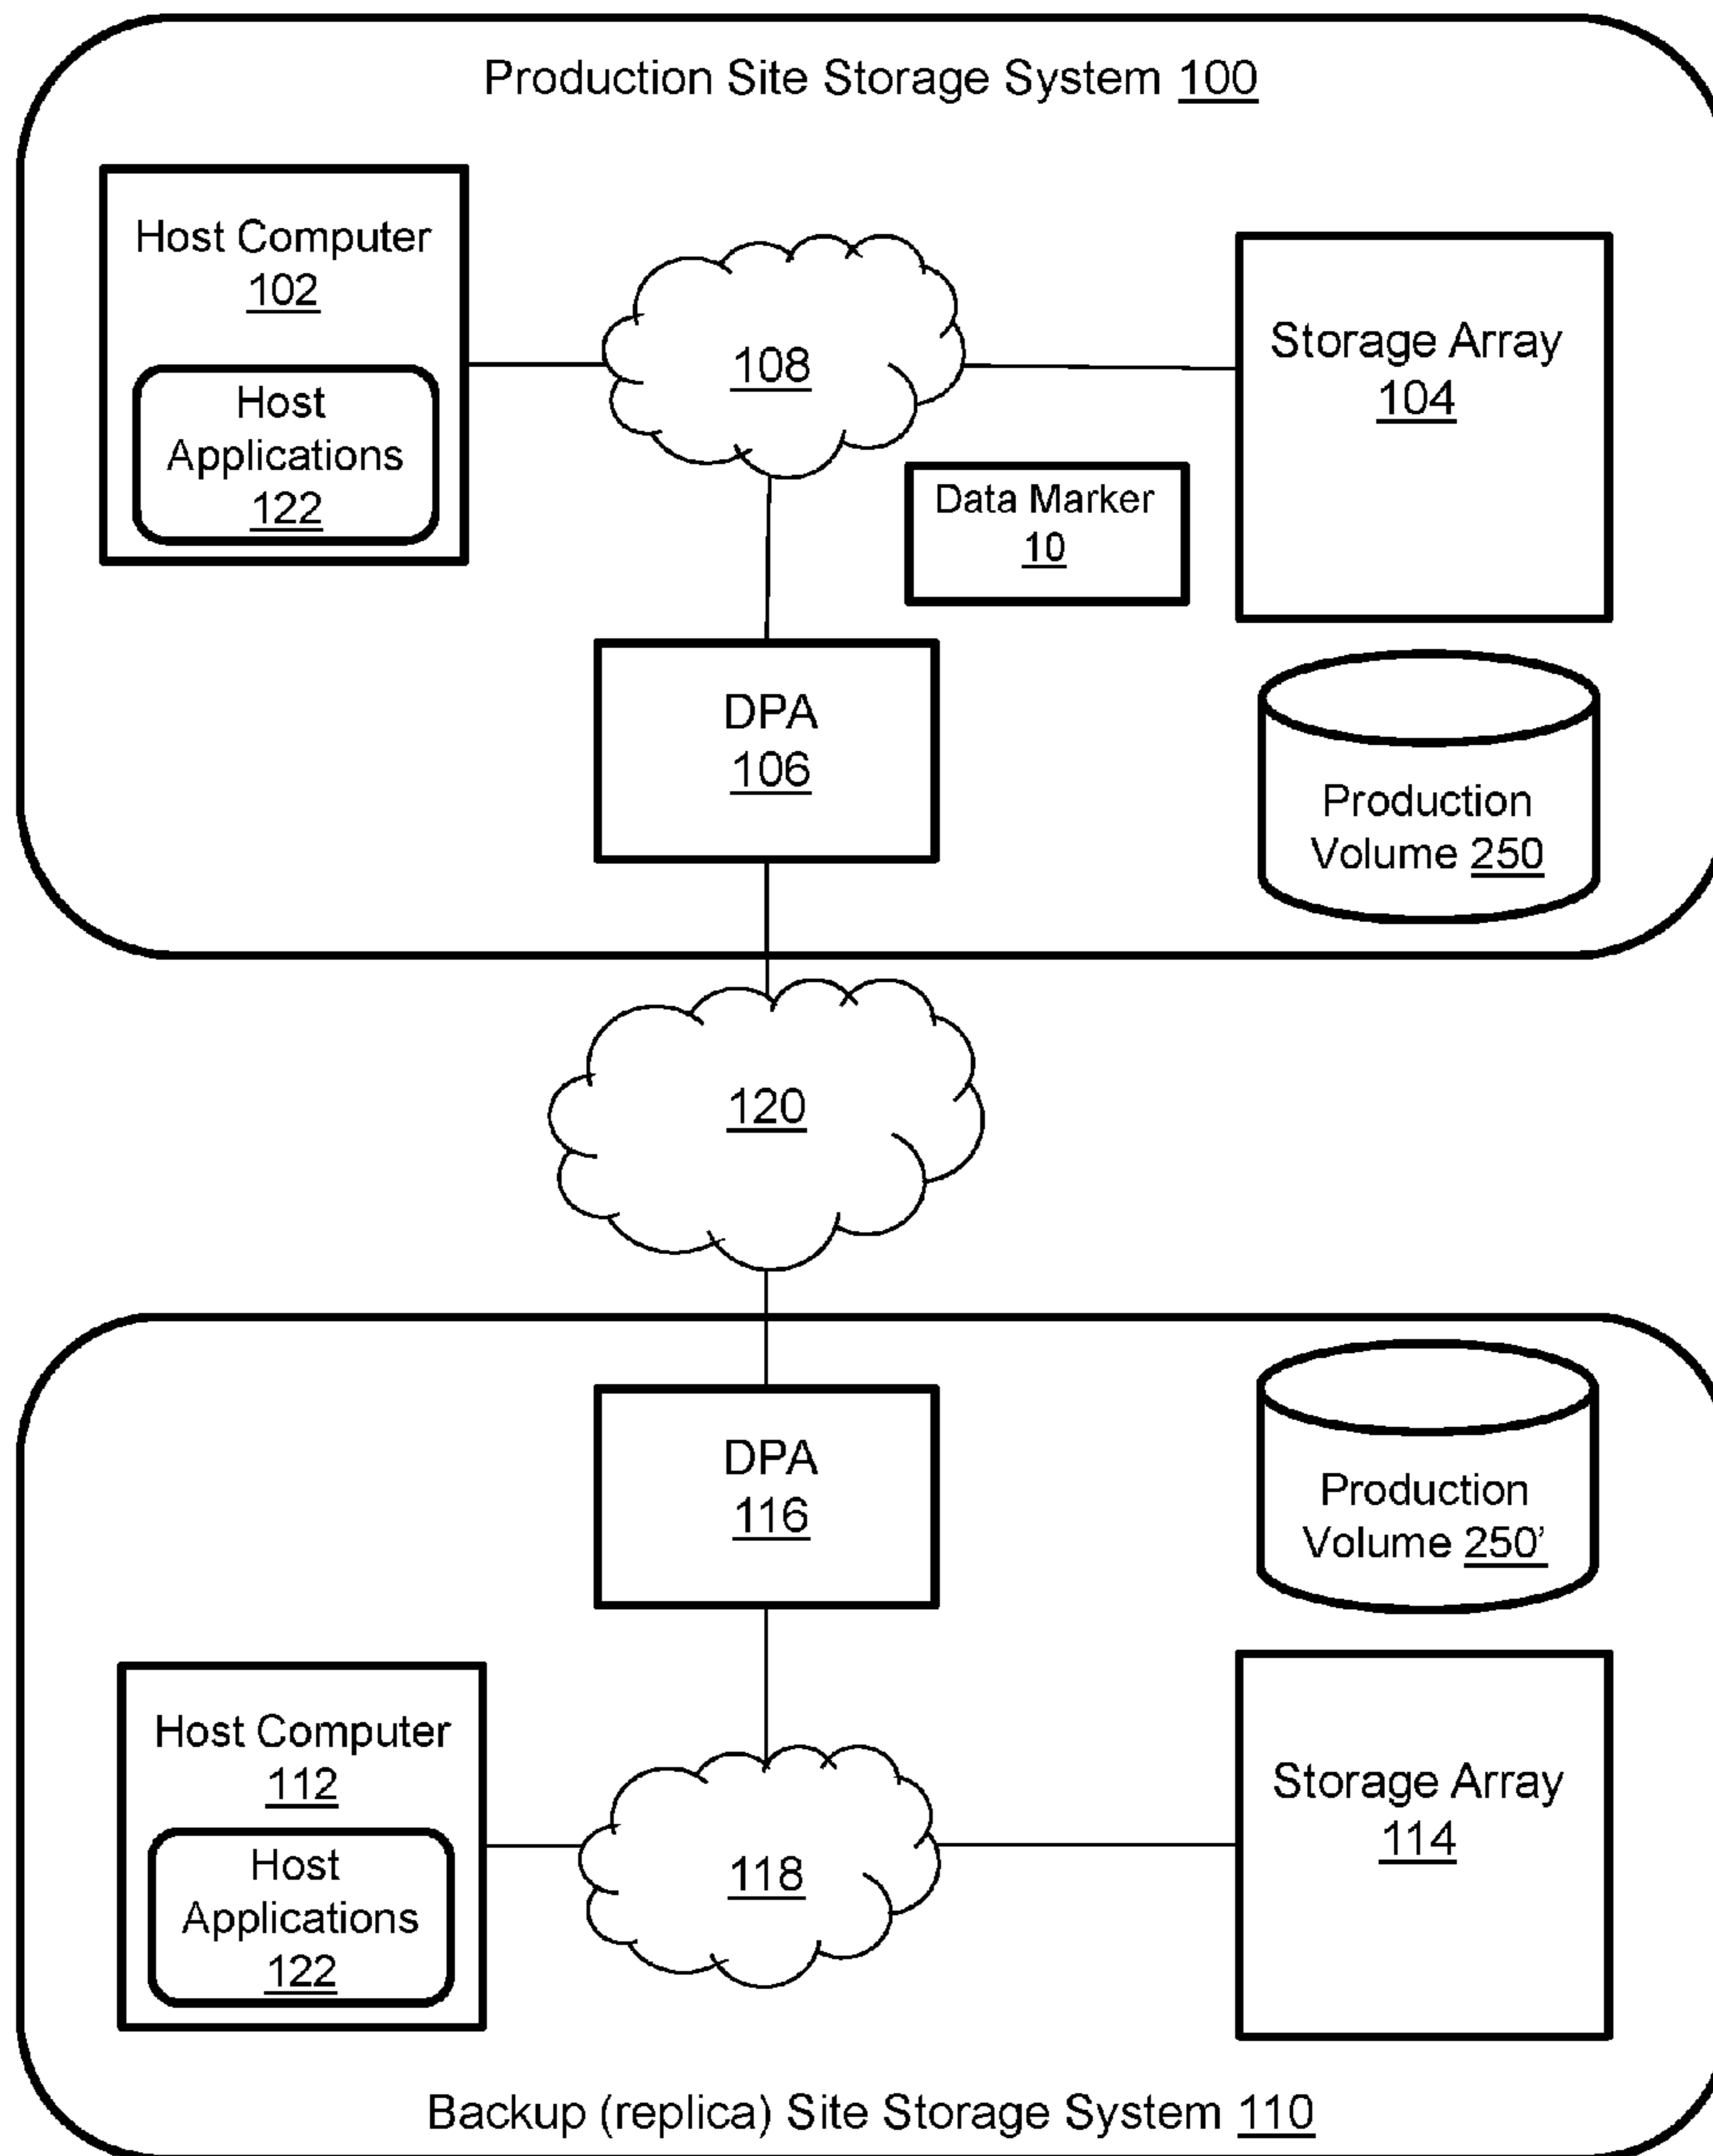 Production Site Storage System 100
Host Computer
102
Host
Applications
122
108
Storage Array
104
Data Marker
10
DPA
106
Production
Volume 250
120
DPA
116
Production
Volume 250’
Host Computer
112
Host
Applications
122
118
Storage Array
114
Backup (replica) Site Storage System 110